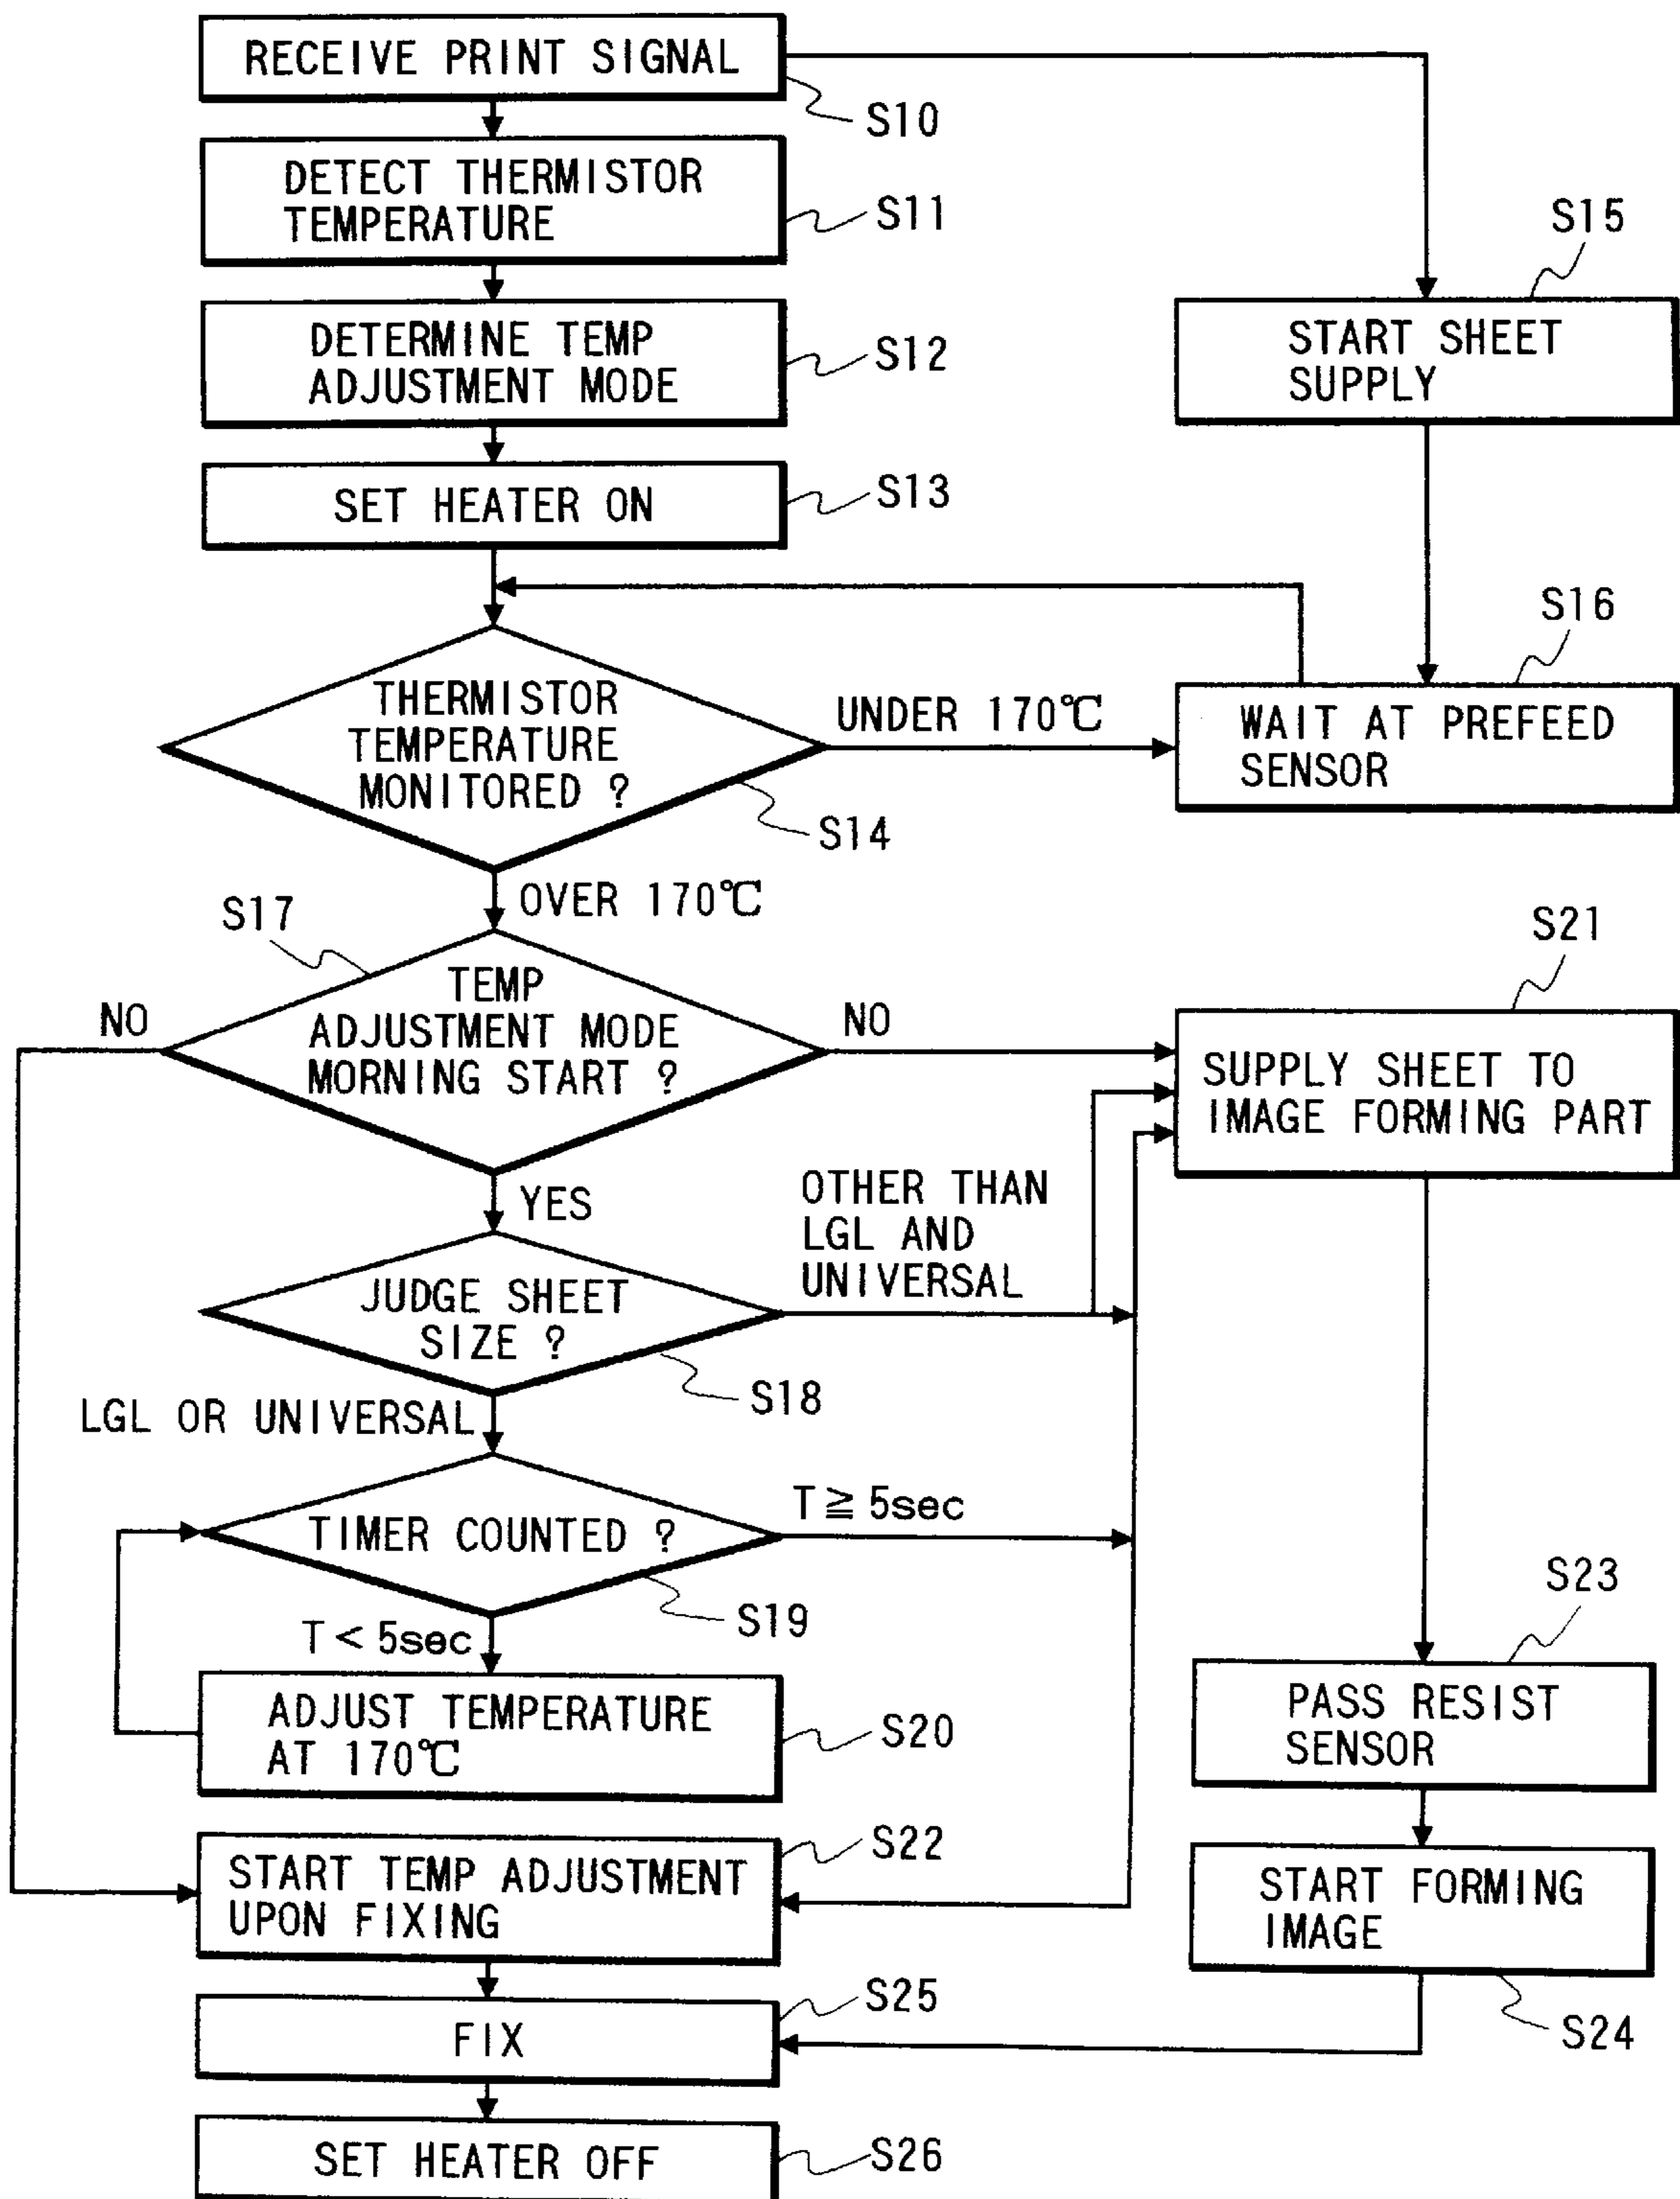 RECEIVE PRINT SIGNAL
S10
DETECT THERMISTOR
TEMPERATURE
S11
S15
DETERMINE TEMP
ADJUSTMENT MODE
S12
START SHEET
SUPPLY
SET HEATER ON
S13
S16
THERMISTOR
TEMPERATURE
MONITORED ?
UNDER 170℃
WAIT AT PREFEED
SENSOR
S14
OVER 170℃
S17
S21
TEMP
ADJUSTMENT MODE
MORNING START ?
NO
NO
SUPPLY SHEET TO
IMAGE FORMING PART
YES
OTHER THAN
LGL AND
UNIVERSAL
JUDGE SHEET
SIZE ?
S18
LGL OR UNIVERSAL
TIMER COUNTED ?
T ≧ 5sec
S19
S23
T < 5sec
ADJUST TEMPERATURE
AT 170℃
S20
PASS RESIST
SENSOR
START TEMP ADJUSTMENT
UPON FIXING
S22
START FORMING
IMAGE
S24
FIX
S25
SET HEATER OFF
S26